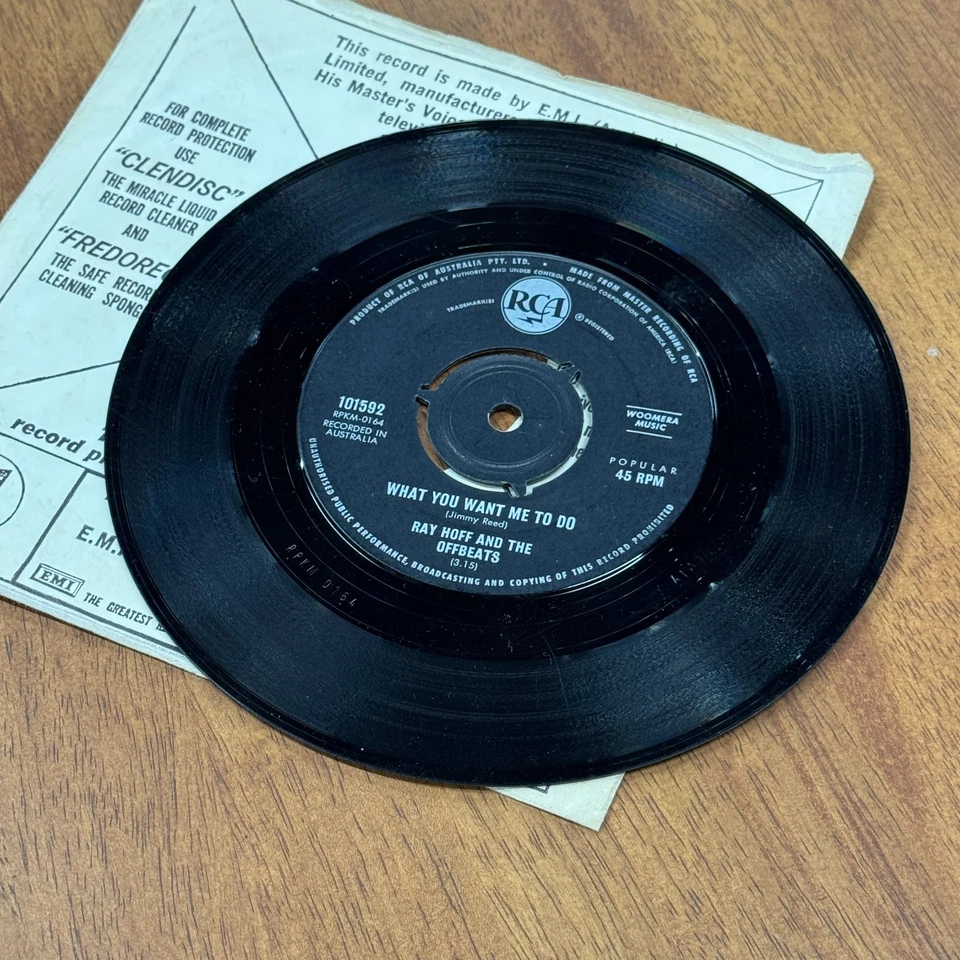 This record is made by E.M.I.
Limited, manufacturers
His Master's Voice
FOR COMPLETE
RECORD PROTECTION
USE
"CLENDISC"
THE MIRACLE LIQUID
RECORD CLEANER
AND
THE SAFE RECORD
CLEANING SPONGE
record
E.M.I.
EMI
THE GREATEST
PRODUCT OF RCA OF AUSTRALIA PTY. LTD. • MADE FROM MASTER RECORDING OF RCA
TRADEMARK(S) USED BY AUTHORITY AND UNDER CONTROL OF RADIO CORPORATION OF AMERICA (RCA)
TRADEMARK(S) RCA ® REGISTERED
101592
RPKM-0164
RECORDED IN
AUSTRALIA
WOOMERA
MUSIC
POPULAR
45 RPM
WHAT YOU WANT ME TO DO
(Jimmy Reed)
RAY HOFF AND THE
OFFBEATS
(3.15)
UNAUTHORISED PUBLIC PERFORMANCE, BROADCASTING AND COPYING OF THIS RECORD PROHIBITED
RPKM 0164